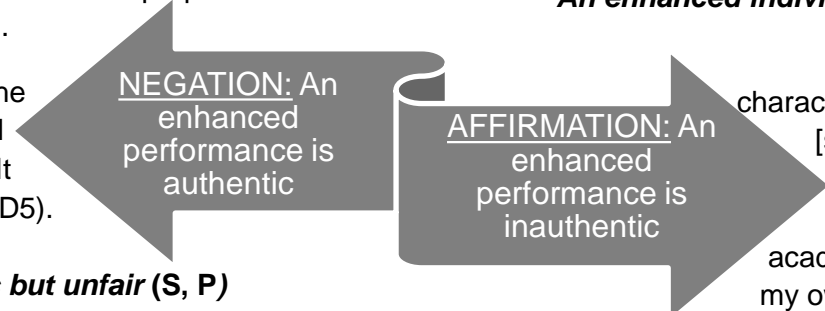 An enhanced
.
NEGATION: An
enhanced
performance is
authentic
D5).
but unfair (S, P)
AFFIRMATION: An
enhanced
performance is
inauthentic
charac
acad
my